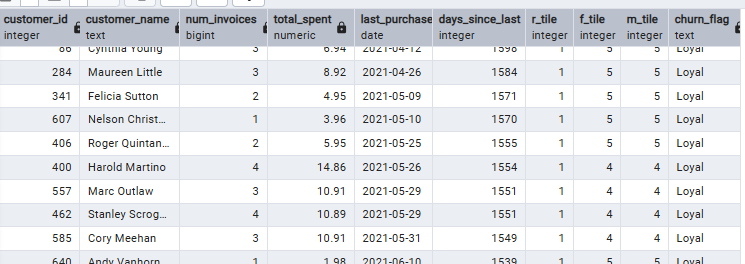 customer_id customer_name num_invoices total_spent last_purchase days_since_last r_tile f_tile m_tile churn_flag
integer text bigint numeric date integer integer integer integer text
86 Cynthia Young 3 6.94 2021-04-12 1598 1 5 5 Loyal
284 Maureen Little 3 8.92 2021-04-26 1584 1 5 5 Loyal
341 Felicia Sutton 2 4.95 2021-05-09 1571 1 5 5 Loyal
607 Nelson Christ... 1 3.96 2021-05-10 1570 1 5 5 Loyal
406 Roger Quintan... 2 5.95 2021-05-25 1555 1 5 5 Loyal
400 Harold Martino 4 14.86 2021-05-26 1554 1 4 4 Loyal
557 Marc Outlaw 3 10.91 2021-05-29 1551 1 4 4 Loyal
462 Stanley Scrog... 4 10.89 2021-05-29 1551 1 4 4 Loyal
585 Cory Meehan 3 10.91 2021-05-31 1549 1 4 4 Loyal
640 Andy Vanhorn 1 1.98 2021-06-10 1539 1 5 5 Loyal